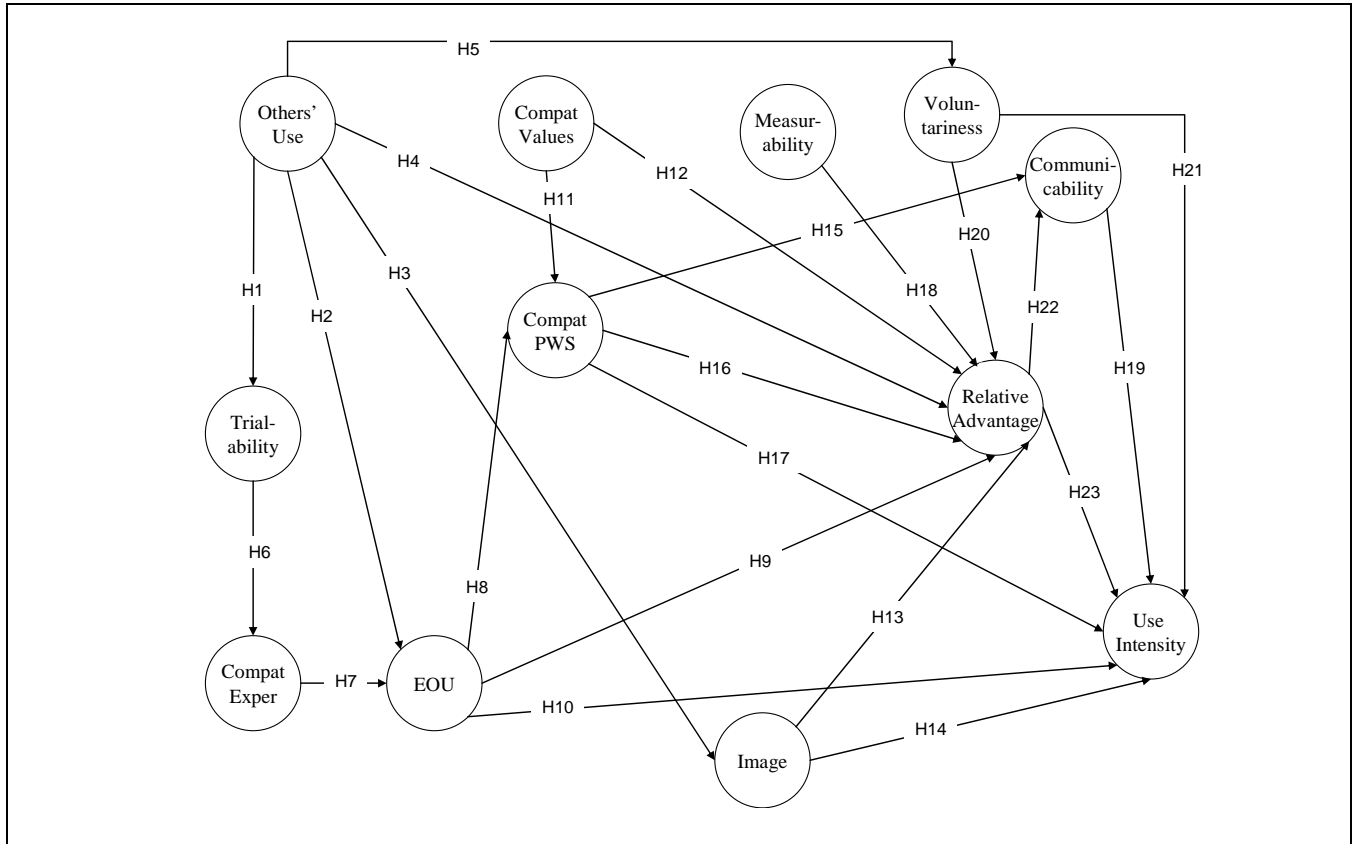 H5
Others'
Use
Compat
Values
Measur-
ability
Volun-
tariness
Communi-
cability
H4
H12
H21
H11
H15
H20
H3
H1
H2
H18
H22
Compat
PWS
H16
H19
Relative
Advantage
Trial-
ability
H17
H23
H6
H9
H8
H13
Use
Intensity
Compat
Exper
H7
EOU
H10
H14
Image